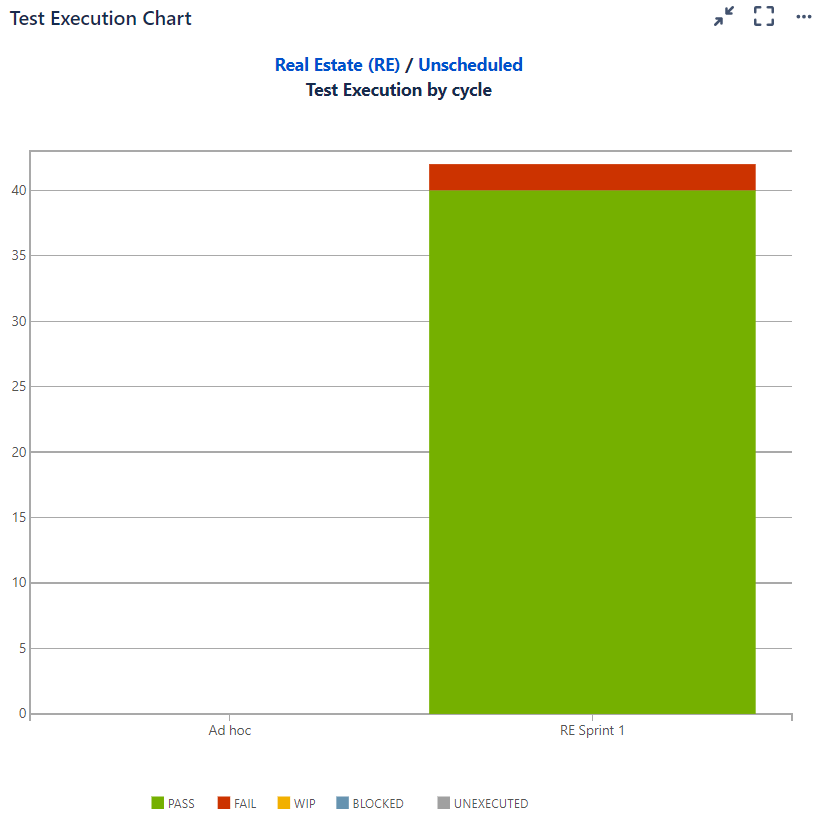 Test Execution Chart
Real Estate (RE) / Unscheduled
Test Execution by cycle
40
35
30
25
20
15
10
5
0
Ad hoc RE Sprint 1
PASS FAIL WIP BLOCKED UNEXECUTED